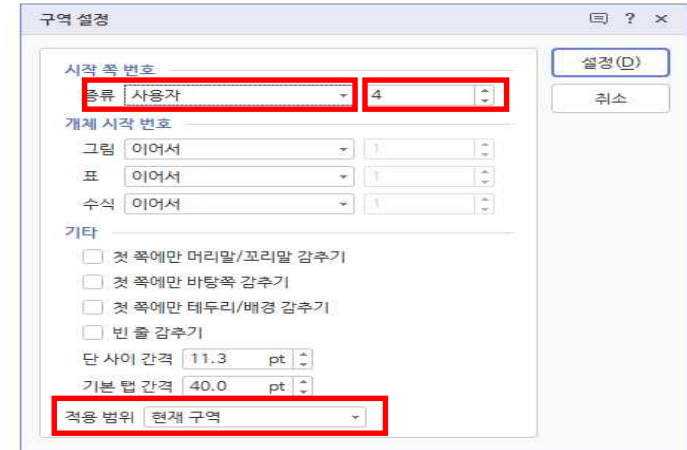 구역 설정 ? ×
시작 쪽 번호
종류 사용자 4
개체 시작 번호
그림 이어서 1
표 이어서 1
수식 이어서 1
기타
첫 쪽에만 머리말/꼬리말 감추기
첫 쪽에만 바탕쪽 감추기
첫 쪽에만 테두리/배경 감추기
빈 줄 감추기
단 사이 간격 11.3 pt
기본 탭 간격 40.0 pt
적용 범위 현재 구역
설정(D)
취소